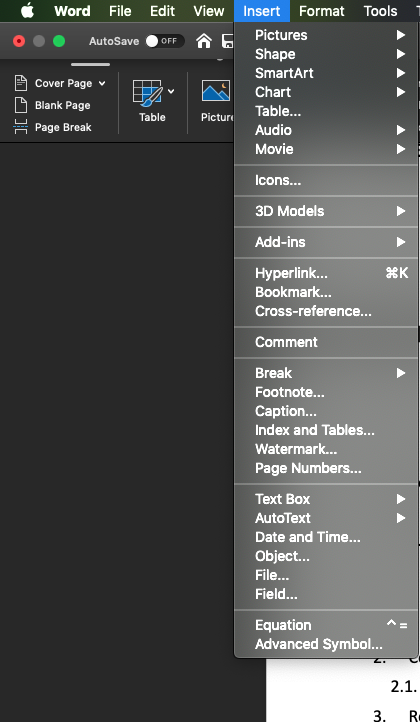 Word File Edit View Insert Format Tools
AutoSave OFF
Cover Page
Blank Page
Page Break
Table
Pictures
Shape
SmartArt
Chart
Table...
Audio
Movie
Icons...
3D Models
Add-ins
Hyperlink... ⌘K
Bookmark...
Cross-reference...
Comment
Break
Footnote...
Caption...
Index and Tables...
Watermark...
Page Numbers...
Text Box
AutoText
Date and Time...
Object...
File...
Field...
Equation ^=
Advanced Symbol...
2.
2.1.
3. R